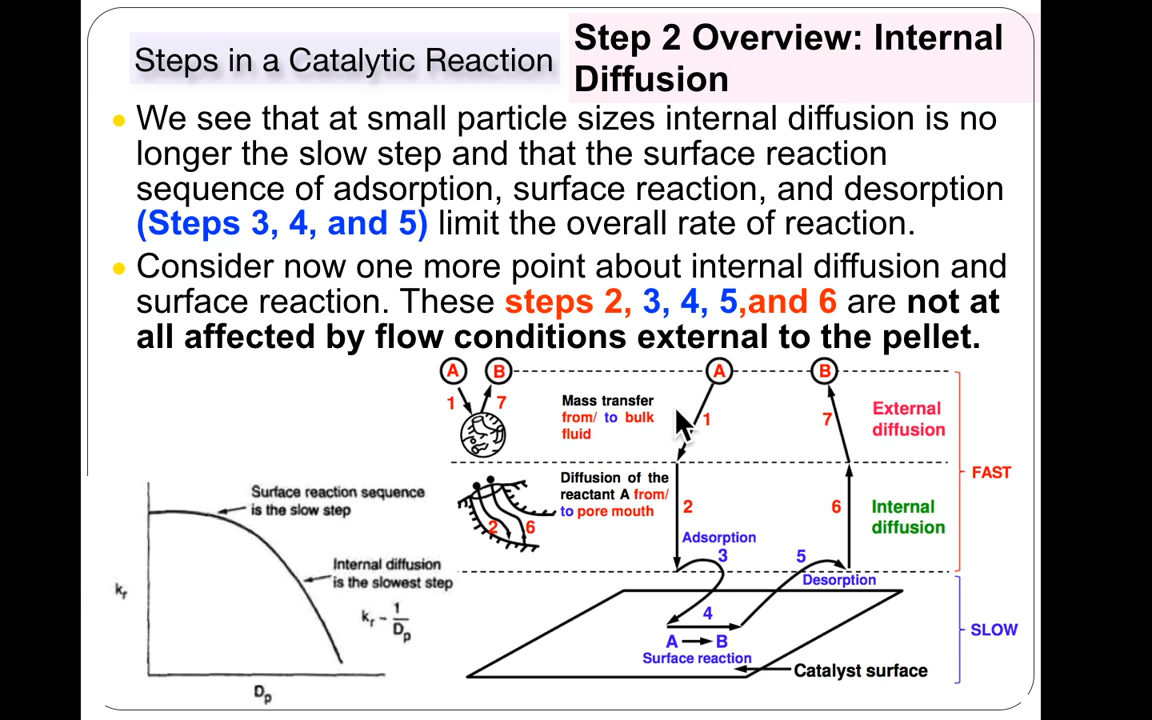 Steps in a Catalytic Reaction
Step 2 Overview: Internal
Diffusion
We see that at small particle sizes internal diffusion is no
longer the slow step and that the surface reaction
sequence of adsorption, surface reaction, and desorption
(Steps 3, 4, and 5) limit the overall rate of reaction.
Consider now one more point about internal diffusion and
surface reaction. These steps 2, 3, 4, 5,and 6 are not at
all affected by flow conditions external to the pellet.
A B A B
1 7
Mass transfer
from/ to bulk
fluid
1 7
External
diffusion
FAST
Diffusion of the
reactant A from/
to pore mouth
2 6
2 6
Internal
diffusion
Adsorption
3 5
Desorption
4
A B
Surface reaction
SLOW
Catalyst surface
Surface reaction sequence
is the slow step
Internal diffusion
is the slowest step
kr ~ 1/Dp
kr
Dp